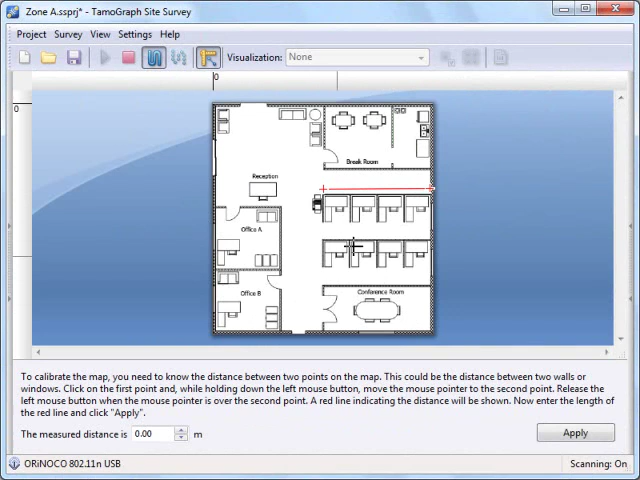 Zone A.ssprj* - TamoGraph Site Survey
Project Survey View Settings Help
Visualization: None
0
0
Break Room
Reception
Office A
Office B
Conference Room
To calibrate the map, you need to know the distance between two points on the map. This could be the distance between two walls or
windows. Click on the first point and, while holding down the left mouse button, move the mouse pointer to the second point. Release the
left mouse button when the mouse pointer is over the second point. A red line indicating the distance will be shown. Now enter the length of
the red line and click "Apply".
The measured distance is 0.00 m
Apply
ORiNOCO 802.11n USB
Scanning: On